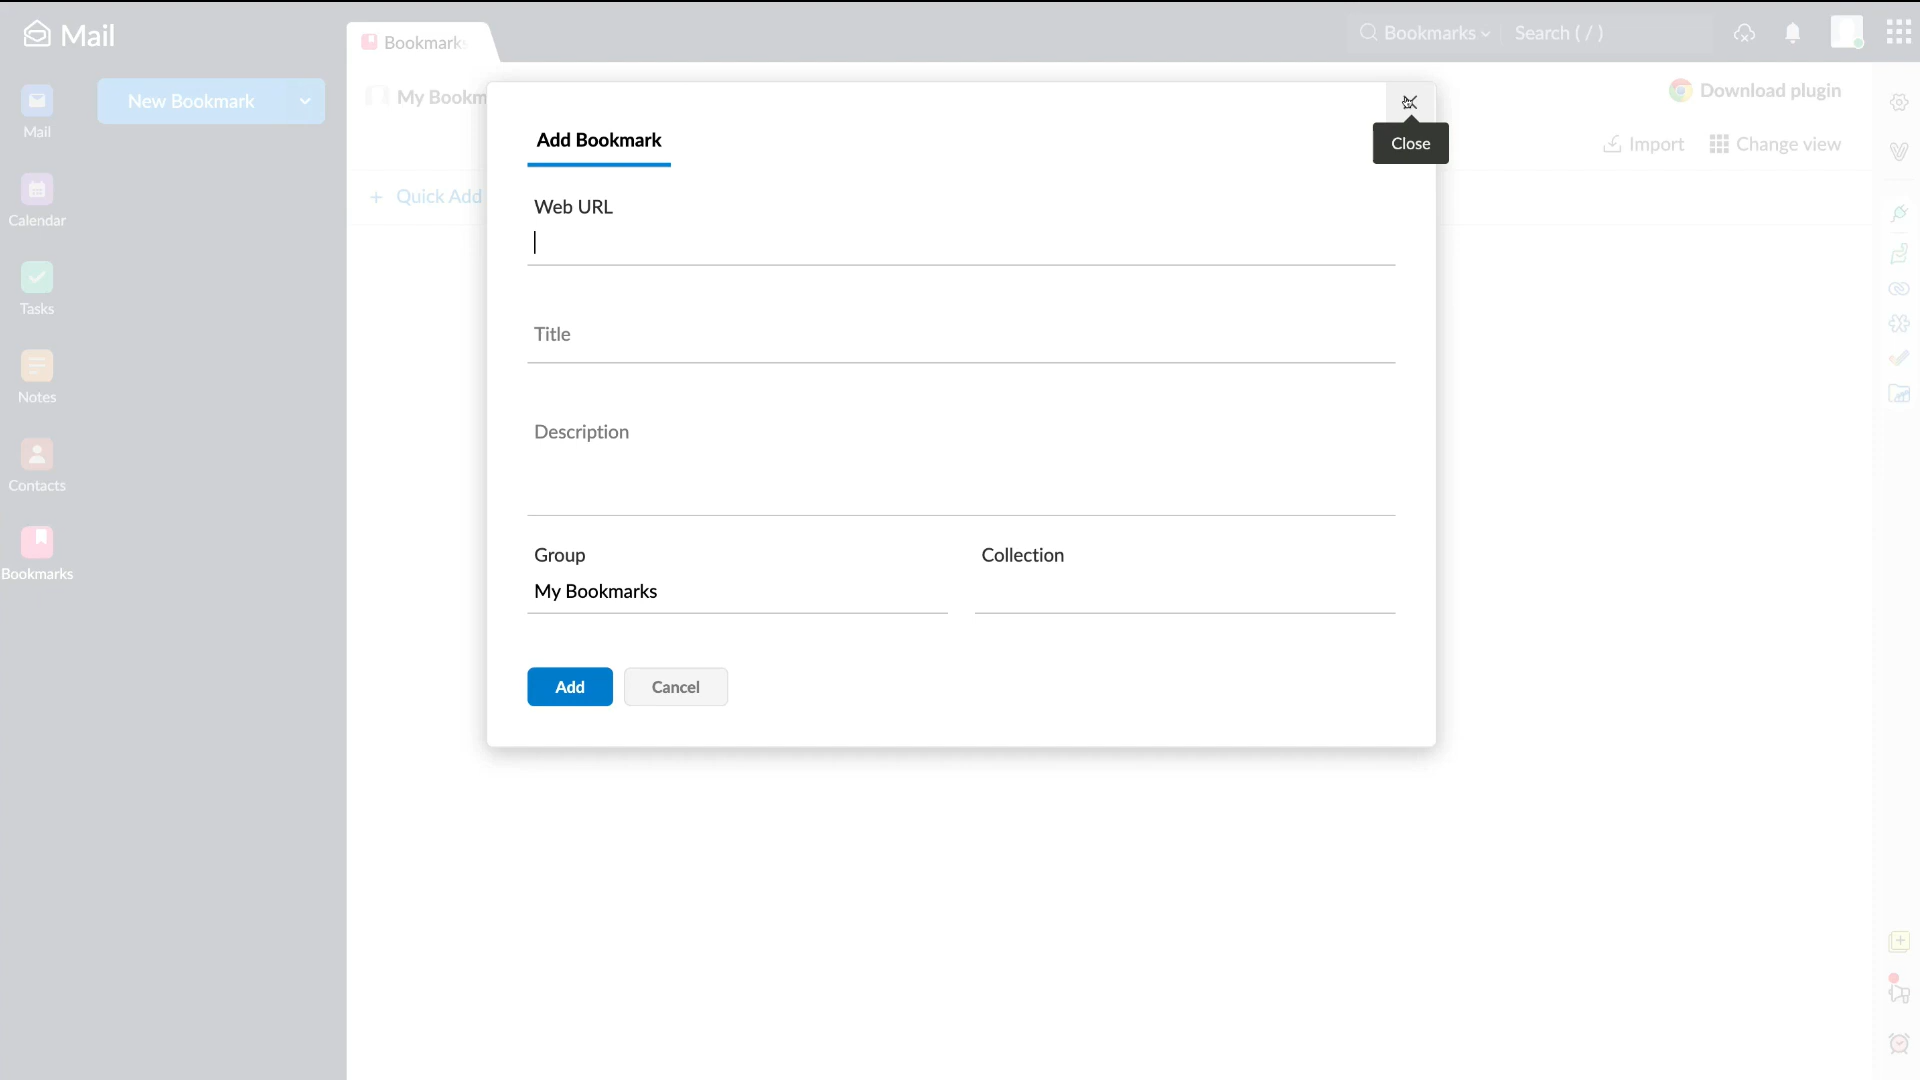 Mail
Bookmarks
Bookmarks
Search ( / )
New Bookmark
My Bookm
Download plugin
Import
Change view
+ Quick Add
Mail
Calendar
Tasks
Notes
Contacts
Bookmarks
Close
Add Bookmark
Web URL
Title
Description
Group
Collection
My Bookmarks
Add
Cancel